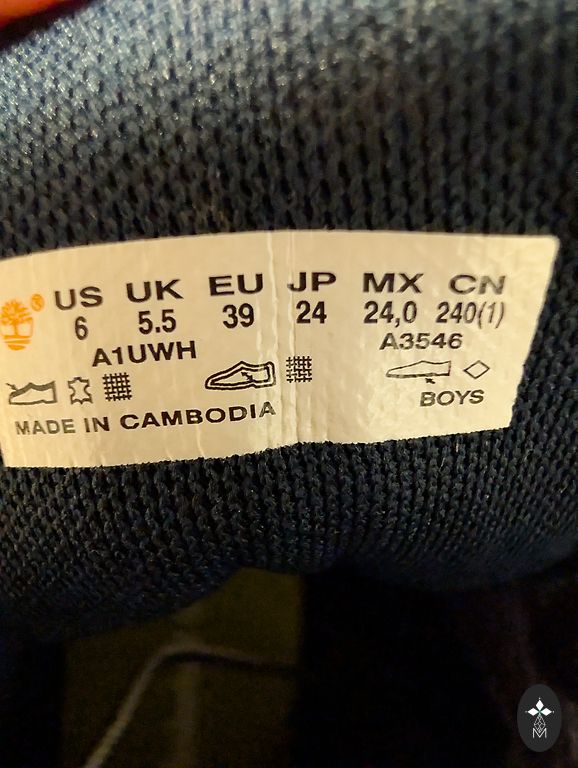 US UK EU JP MX CN
6 5.5 39 24 24,0 240(1)
A1UWH A3546
BOYS
MADE IN CAMBODIA
®
M